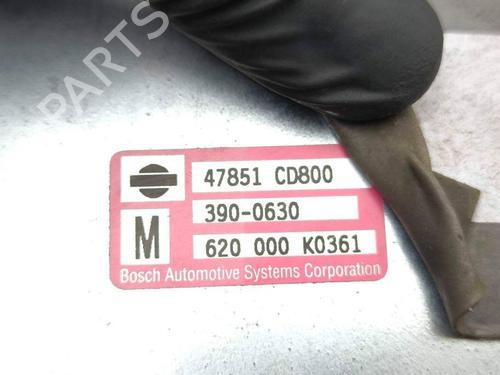 B-PARTS
47851 CD800
390-0630
M
620 000 K0361
Bosch Automotive Systems Corporation